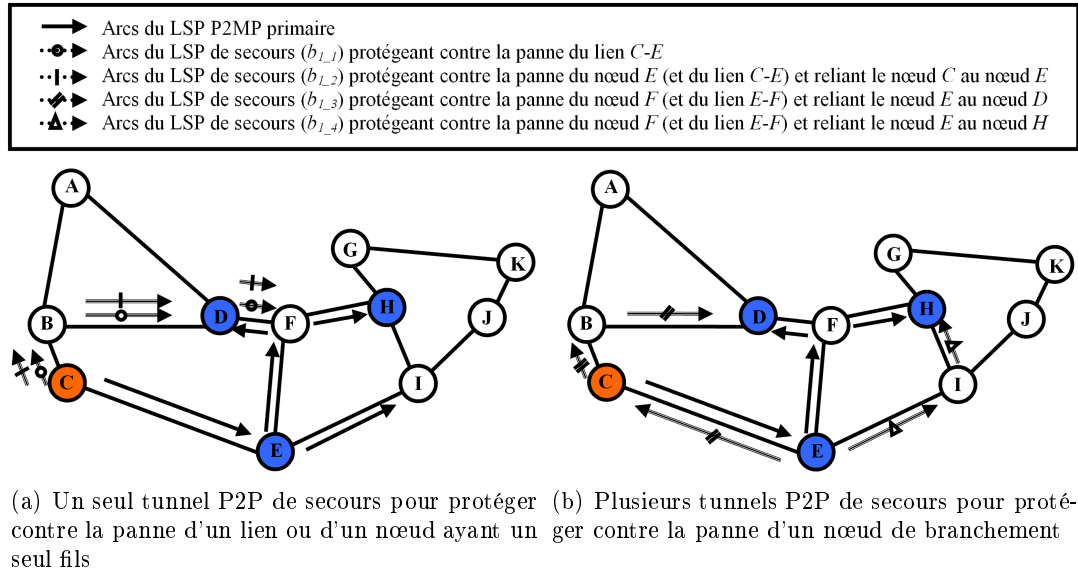 Arcs du LSP P2MP primaire
Arcs du LSP de secours (b1_1) protégeant contre la panne du lien C-E
Arcs du LSP de secours (b1_2) protégeant contre la panne du nœud E (et du lien C-E) et reliant le nœud C au nœud E
Arcs du LSP de secours (b1_3) protégeant contre la panne du nœud F (et du lien E-F) et reliant le nœud E au nœud D
Arcs du LSP de secours (b1_4) protégeant contre la panne du nœud F (et du lien E-F) et reliant le nœud E au nœud H
A
G
K
D
H
B
F
J
C
I
E
(a) Un seul tunnel P2P de secours pour protéger
contre la panne d'un lien ou d'un nœud ayant un
seul fils
A
G
K
D
H
B
F
J
C
I
E
(b) Plusieurs tunnels P2P de secours pour proté-
ger contre la panne d'un nœud de branchement